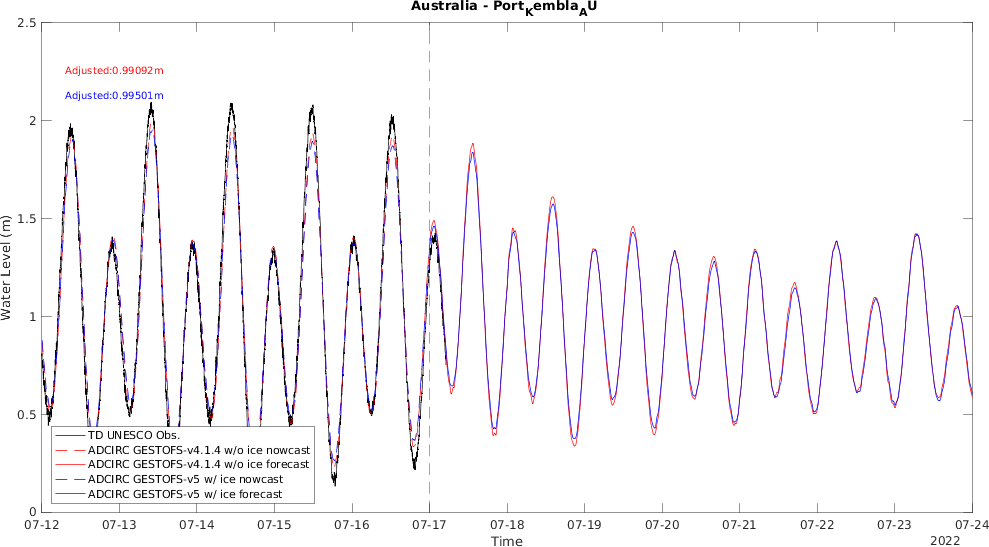 Australia - PortKemblaAU
2.5
Adjusted:0.99092m
Adjusted:0.99501m
2
1.5
Water Level (m)
1
0.5
TD UNESCO Obs.
ADCIRC GESTOFS-v4.1.4 w/o ice nowcast
ADCIRC GESTOFS-v4.1.4 w/o ice forecast
ADCIRC GESTOFS-v5 w/ ice nowcast
ADCIRC GESTOFS-v5 w/ ice forecast
0
07-12 07-13 07-14 07-15 07-16 07-17 07-18 07-19 07-20 07-21 07-22 07-23 07-24
Time
2022